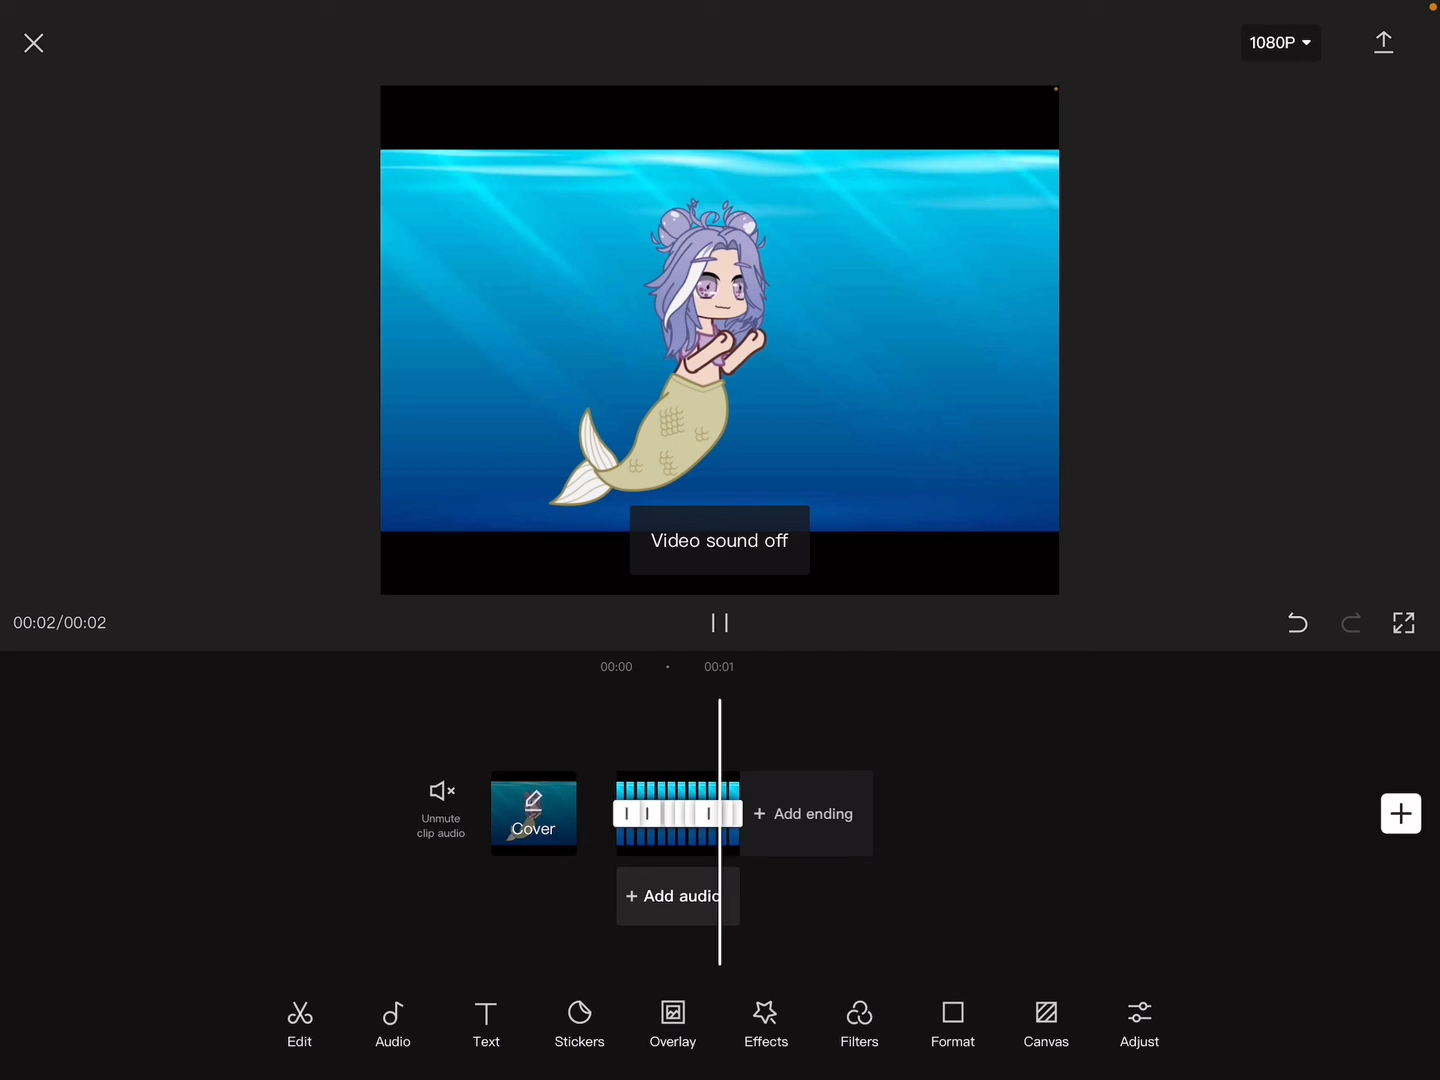 1080P
Video sound off
00:02/00:02
00:00
00:01
Unmute
clip audio
Cover
+ Add ending
+ Add audio
Edit
Audio
Text
Stickers
Overlay
Effects
Filters
Format
Canvas
Adjust